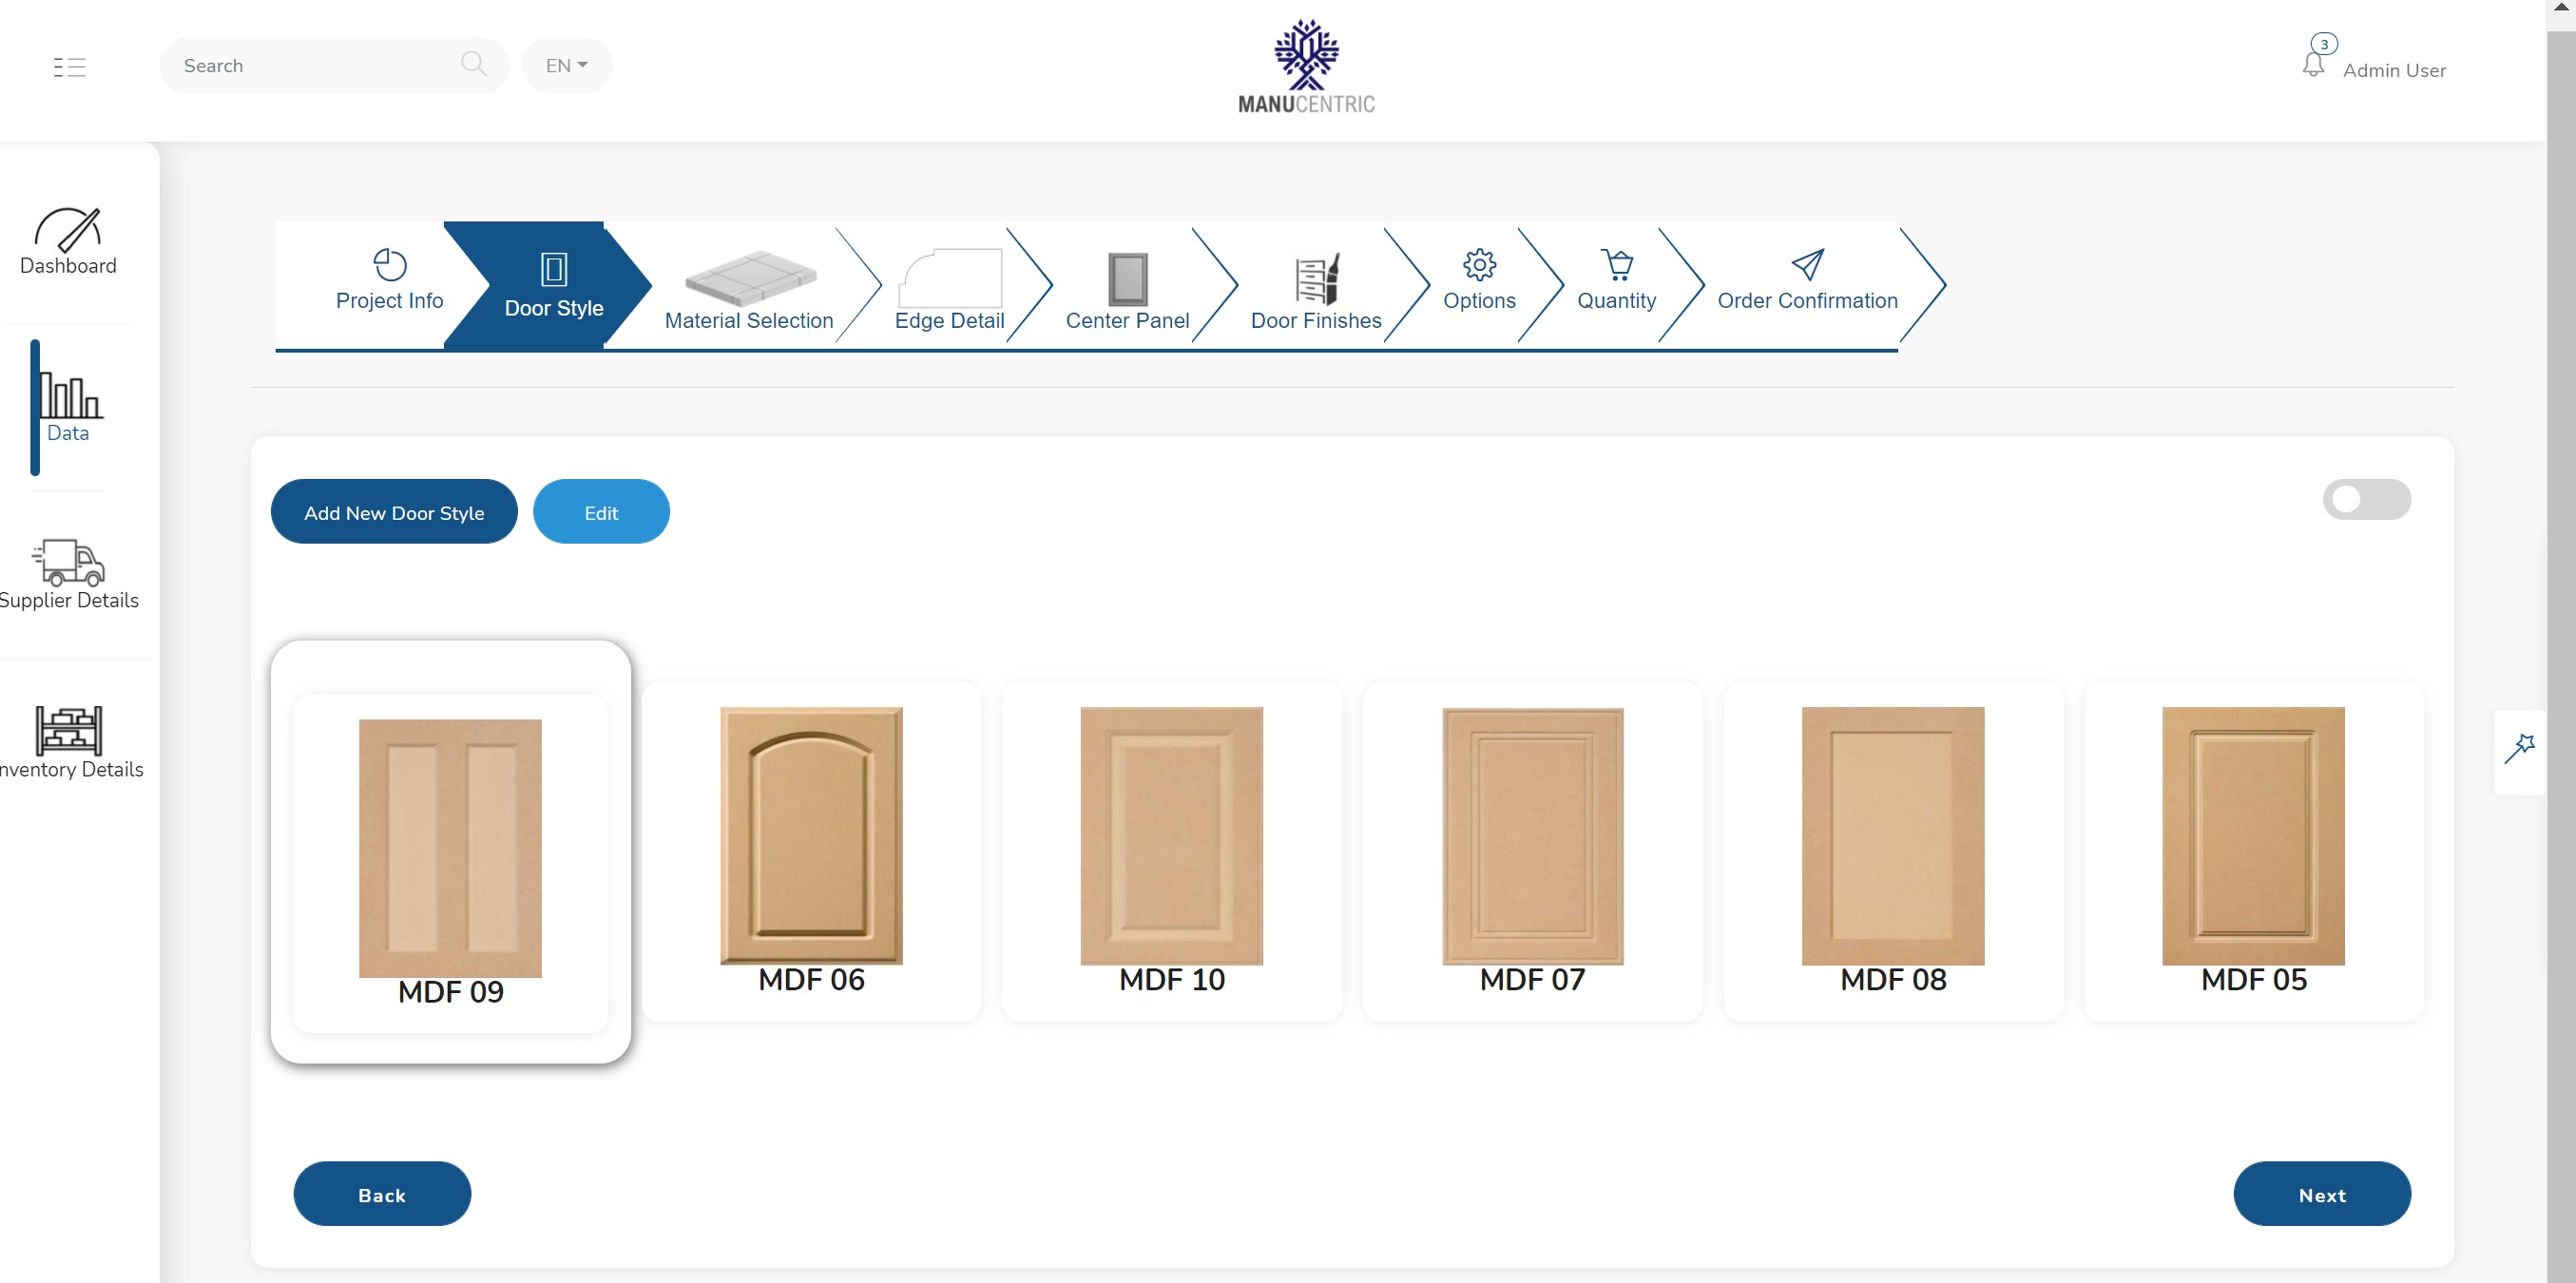 Search
EN
MANUCENTRIC
3
Admin User
Dashboard
Data
Supplier Details
nventory Details
Project Info
Door Style
Material Selection
Edge Detail
Center Panel
Door Finishes
Options
Quantity
Order Confirmation
Add New Door Style
Edit
MDF 09
MDF 06
MDF 10
MDF 07
MDF 08
MDF 05
Back
Next